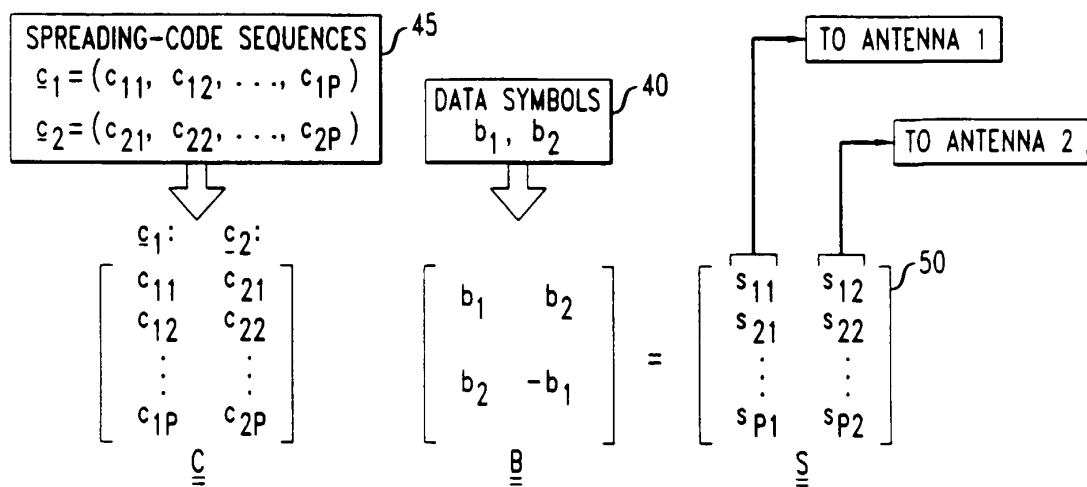 SPREADING-CODE SEQUENCES
c1=(c11, c12, ..., c1P)
c2=(c21, c22, ..., c2P)
45
DATA SYMBOLS
b1, b2
40
TO ANTENNA 1
TO ANTENNA 2
c1: c2:
c11 c21
c12 c22
⋮ ⋮
c1P c2P
C
b1 b2
b2 -b1
B
=
50
s11 s12
s21 s22
⋮ ⋮
sP1 sP2
S